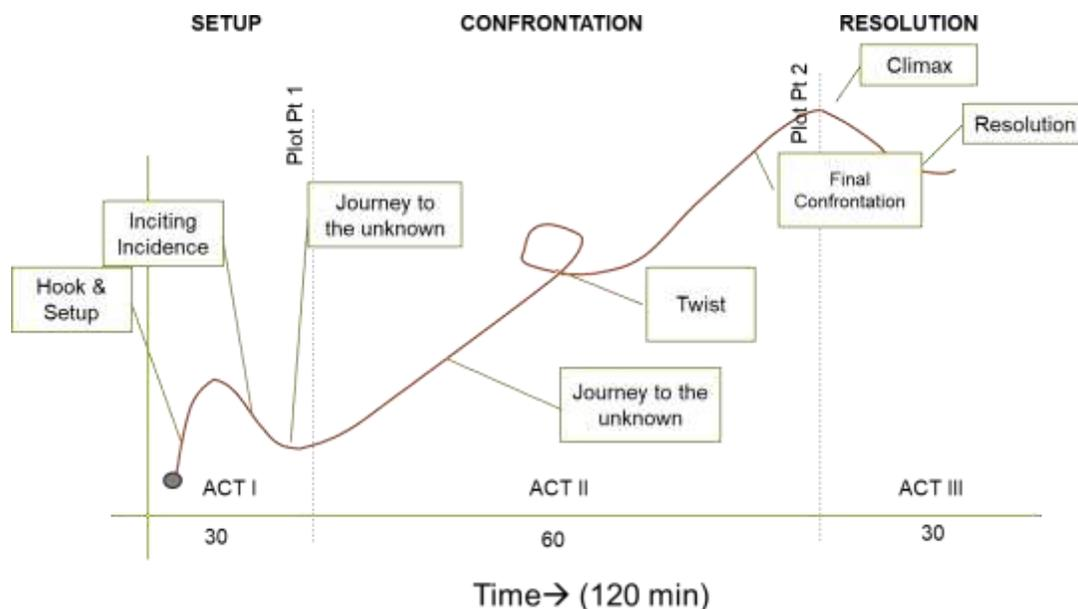 SETUP
CONFRONTATION
RESOLUTION
Climax
Plot Pt 1
Plot Pt 2
Resolution
Final
Confrontation
Journey to
the unknown
Inciting
Incidence
Hook &
Setup
Twist
Journey to the
unknown
ACT I
ACT II
ACT III
30
60
30
Time→ (120 min)